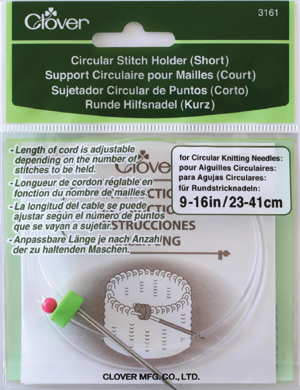 Clover
3161
Circular Stitch Holder (Short)
Support Circulaire pour Mailles (Court)
Sujetador Circular de Puntos (Corto)
Runde Hilfsnadel (Kurz)
- Length of cord is adjustable
depending on the number of
stitches to be held.
- Longueur de cordon réglable en
fonction du nombre de mailles.
- La longitud del cable se puede
ajustar según el número de puntos
que se vayan a sujetar.
- Anpassbare Länge je nach Anzahl
der zu haltenden Maschen.
Clover
for Circular Knitting Needles:
pour Aiguilles Circulaires:
para Agujas Circulares:
für Rundstricknadeln:
9-16in/23-41cm
CLOVER MFG.CO., LTD.